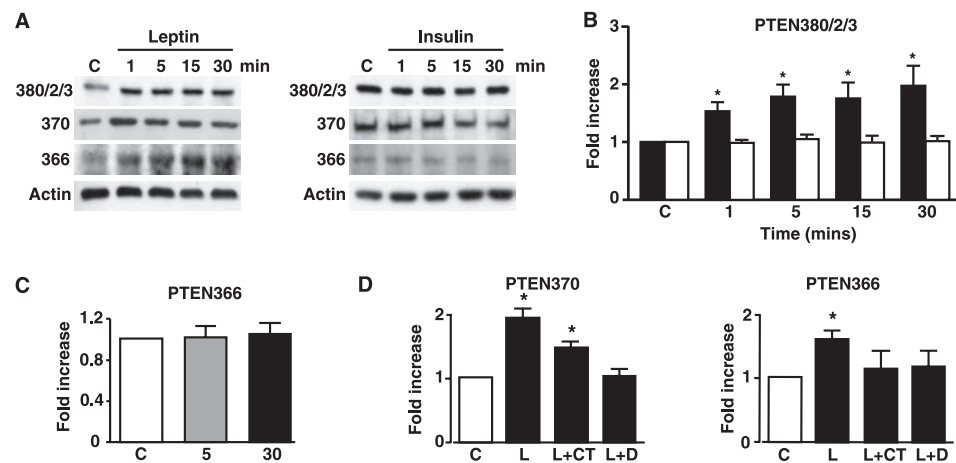 A
Leptin
C 1 5 15 30 min
380/2/3
370
366
Actin
Insulin
C 1 5 15 30
380/2/3
370
366
Actin
B
PTEN380/2/3
Fold increase
3
2
1
0
C 1 5 15 30
Time (mins)
C
PTEN366
Fold increase
1.2
0.8
0.4
0
C 5 30
D
PTEN370
Fold increase
2
1
0
C L L+CT L+D
* *
PTEN366
Fold increase
2
1
0
C L L+CT L+D
*